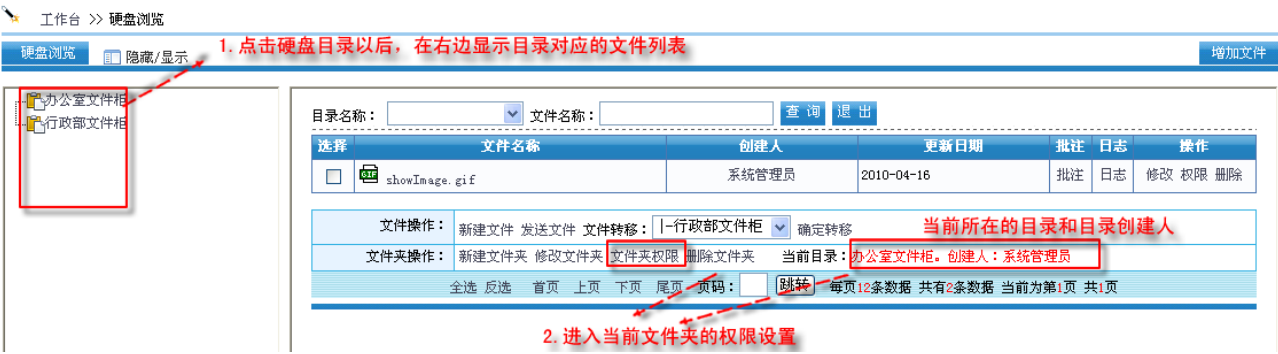 工作台 >> 硬盘浏览
硬盘浏览 隐藏/显示 1. 点击硬盘目录以后，在右边显示目录对应的文件列表 增加文件
办公室文件柜
行政部文件柜
目录名称： 文件名称： 查 询 退 出
选择 文件名称 创建人 更新日期 批注 日志 操作
GIF showImage.gif 系统管理员 2010-04-16 批注 日志 修改 权限 删除
文件操作： 新建文件 发送文件 文件转移： |-行政部文件柜 确定转移 当前所在的目录和目录创建人
文件夹操作： 新建文件夹 修改文件夹 文件夹权限 删除文件夹 当前目录：办公室文件柜。创建人：系统管理员
全选 反选 首页 上页 下页 尾页 页码： 跳转 每页12条数据 共有2条数据 当前为第1页 共1页
2. 进入当前文件夹的权限设置